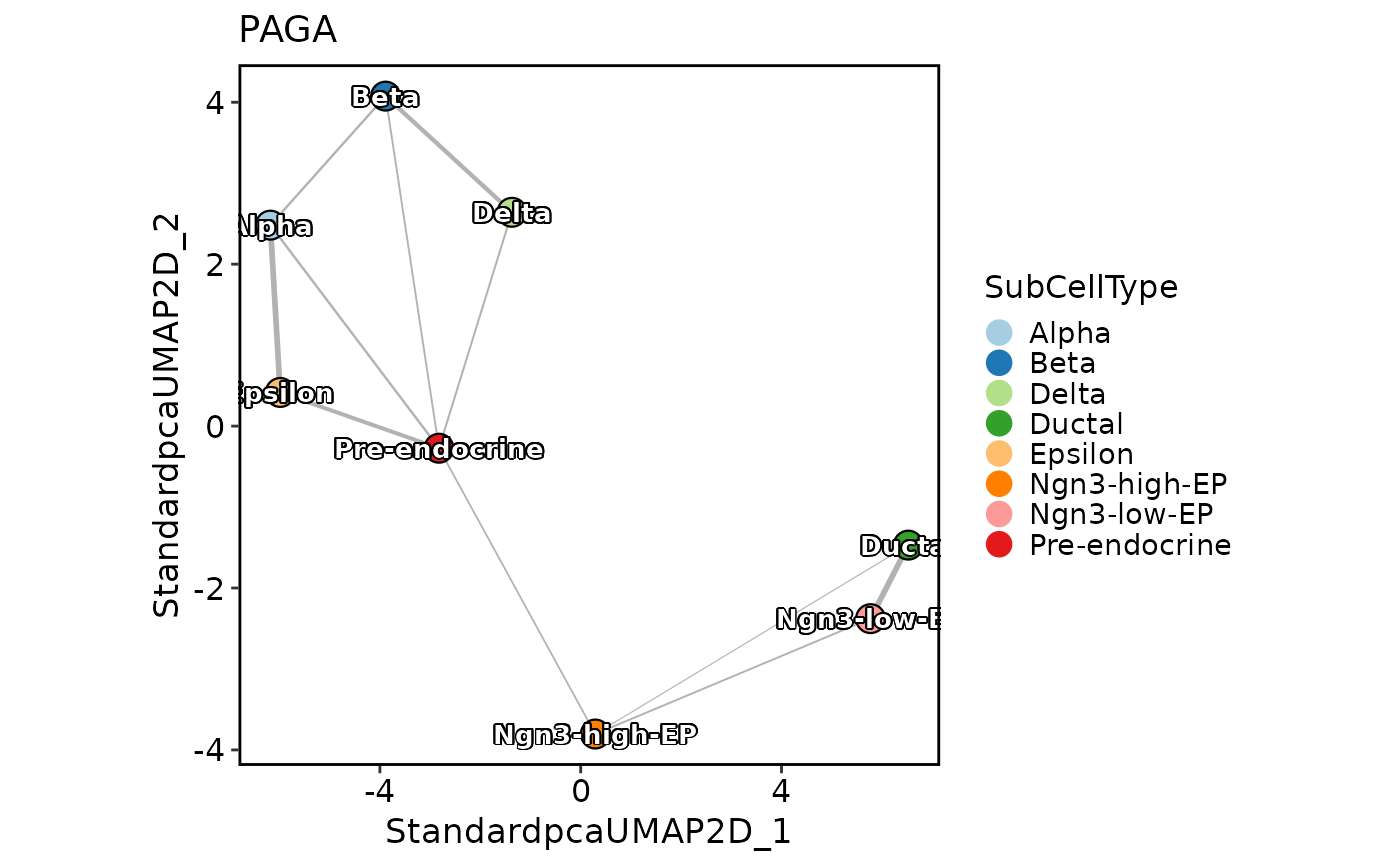 PAGA
StandardpcaUMAP2D_2
4
2
0
-2
-4
Beta
Delta
Alpha
Epsilon
Pre-endocrine
Ducta
Ngn3-low-E
Ngn3-high-EP
-4
0
4
StandardpcaUMAP2D_1
SubCellType
Alpha
Beta
Delta
Ductal
Epsilon
Ngn3-high-EP
Ngn3-low-EP
Pre-endocrine